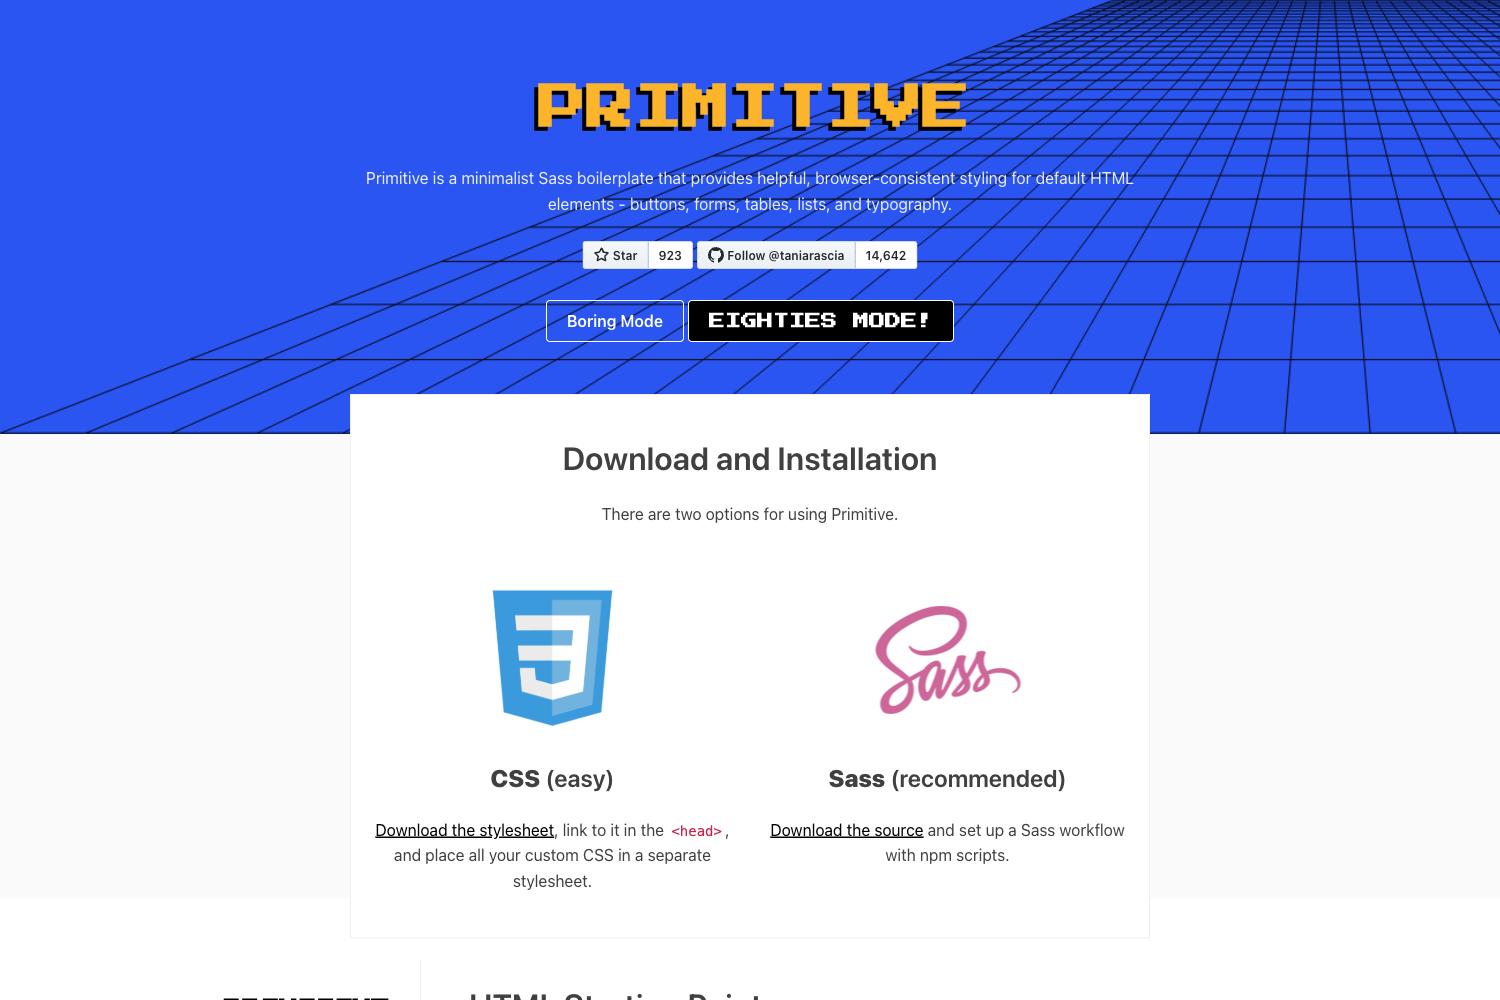 PRIMITIVE
Primitive is a minimalist Sass boilerplate that provides helpful, browser-consistent styling for default HTML
elements - buttons, forms, tables, lists, and typography.
Star 923 Follow @taniarascia 14,642
Boring Mode EIGHTIES MODE!
Download and Installation
There are two options for using Primitive.
Sass
CSS (easy)
Download the stylesheet, link to it in the <head>,
and place all your custom CSS in a separate
stylesheet.
Sass (recommended)
Download the source and set up a Sass workflow
with npm scripts.